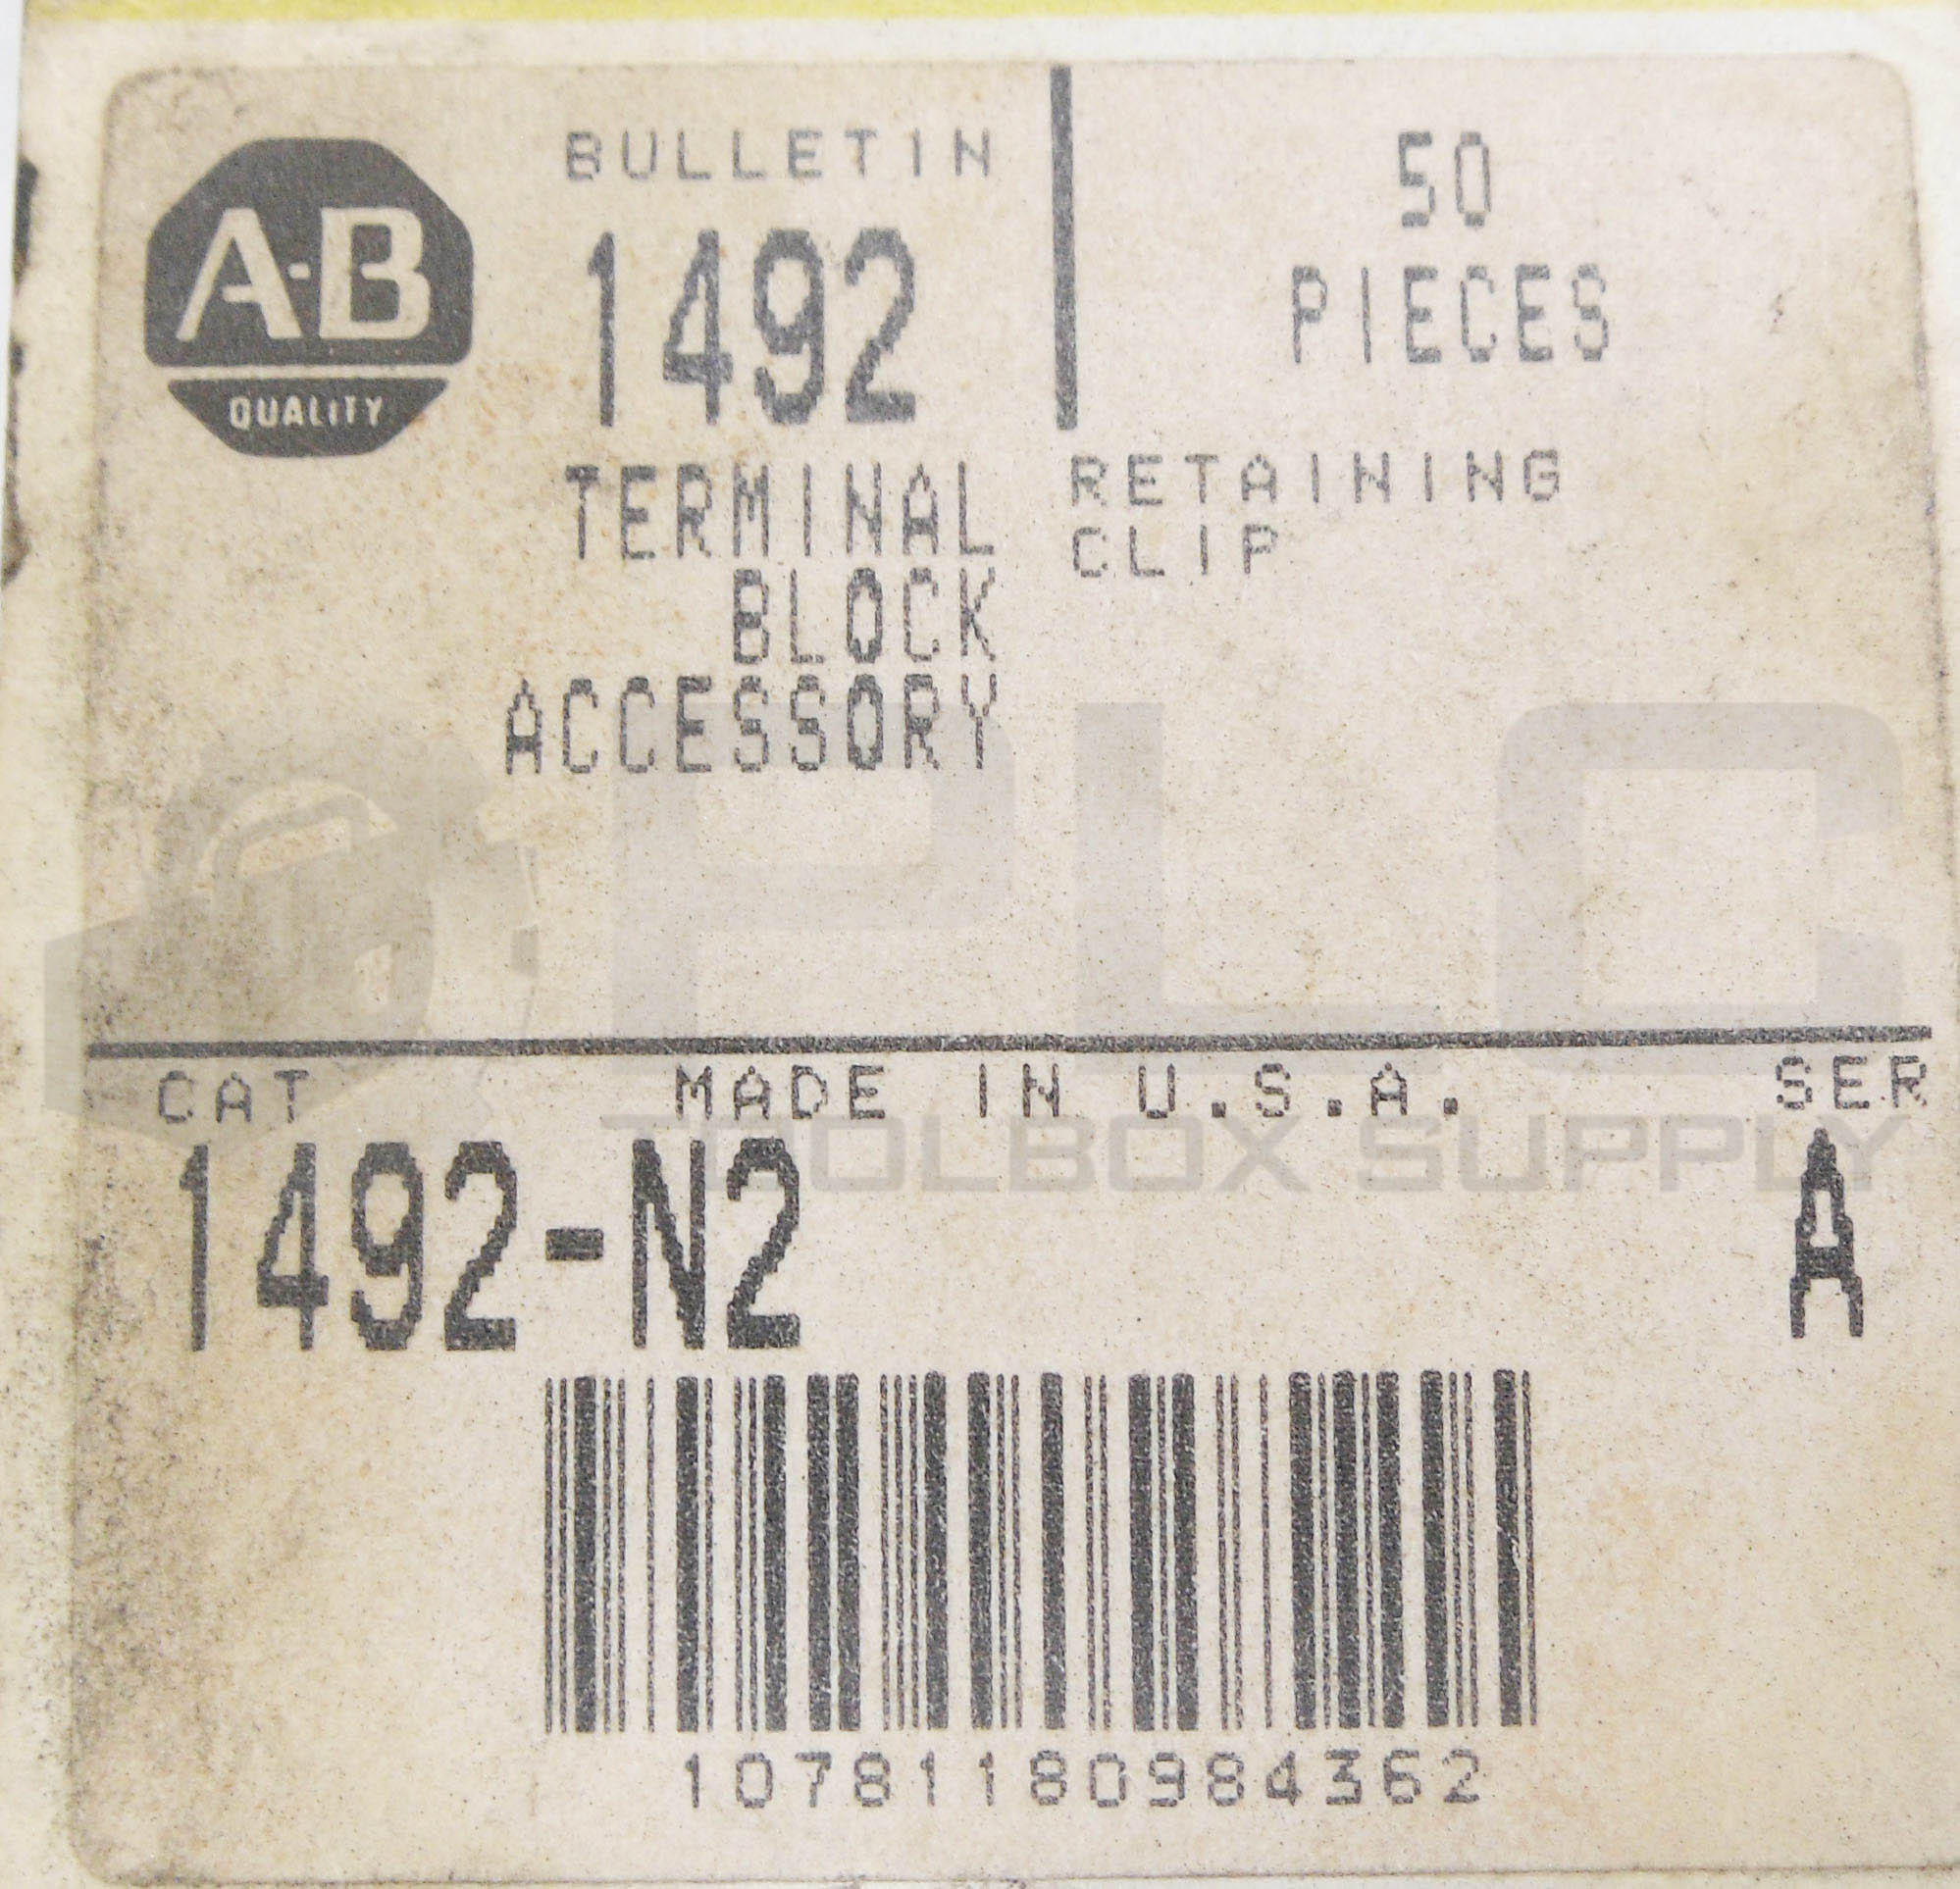 A-B
QUALITY
BULLETIN
1492
50
PIECES
TERMINAL
BLOCK
ACCESSORY
RETAINING
CLIP
PLC
TOOLBOX SUPPLY
CAT
MADE IN U.S.A.
SER
1492-N2
A
10781180984362